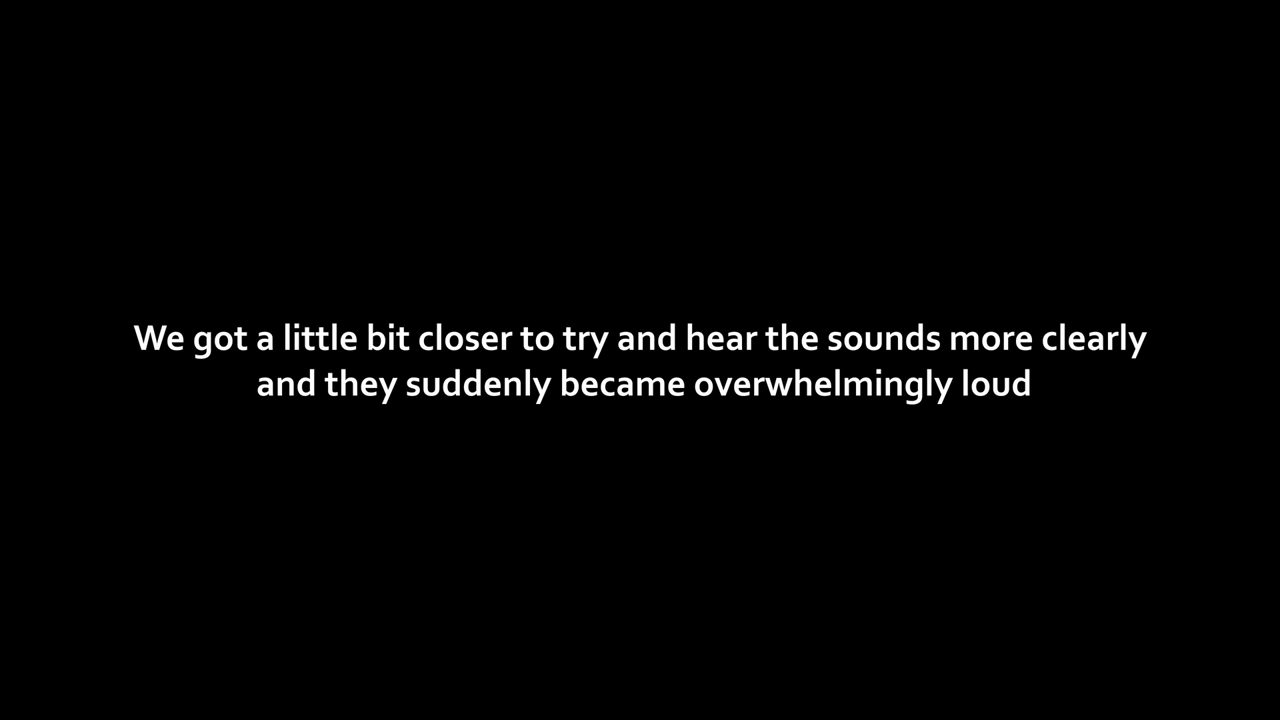 We got a little bit closer to try and hear the sounds more clearly
and they suddenly became overwhelmingly loud